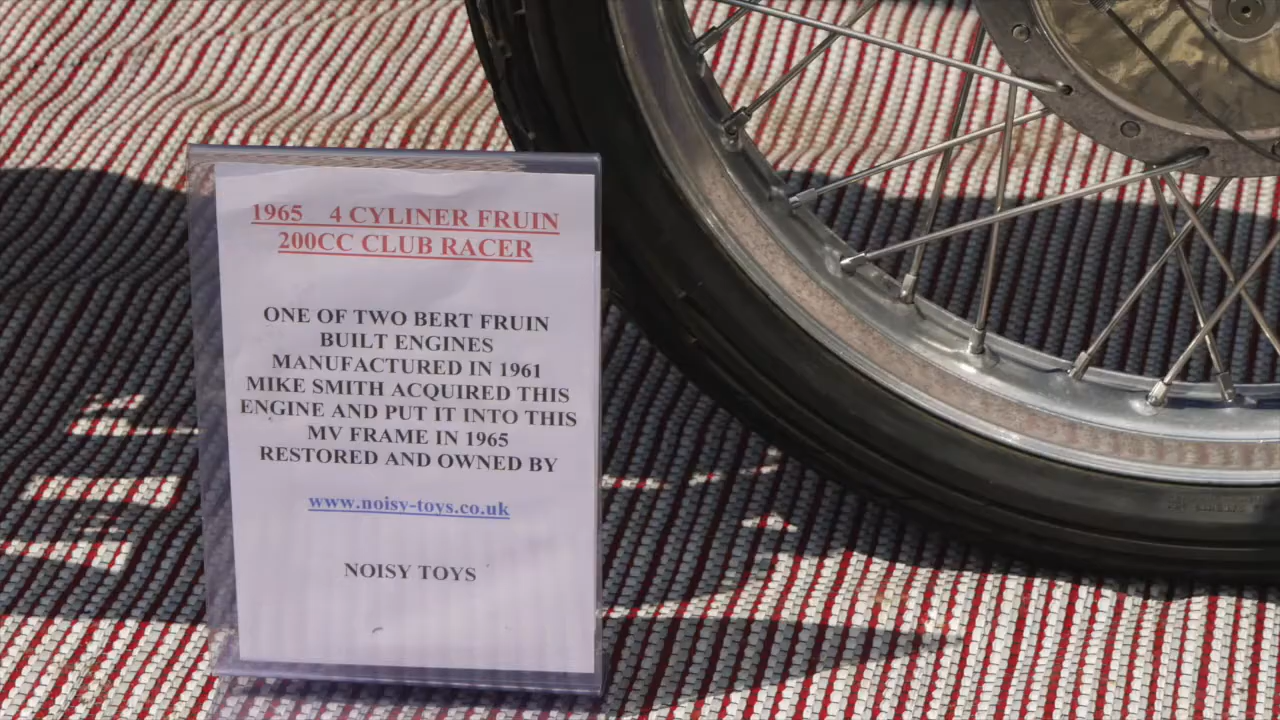 1965 4 CYLINER FRUIN
200CC CLUB RACER
ONE OF TWO BERT FRUIN
BUILT ENGINES
MANUFACTURED IN 1961
MIKE SMITH ACQUIRED THIS
ENGINE AND PUT IT INTO THIS
MV FRAME IN 1965
RESTORED AND OWNED BY
www.noisy-toys.co.uk
NOISY TOYS